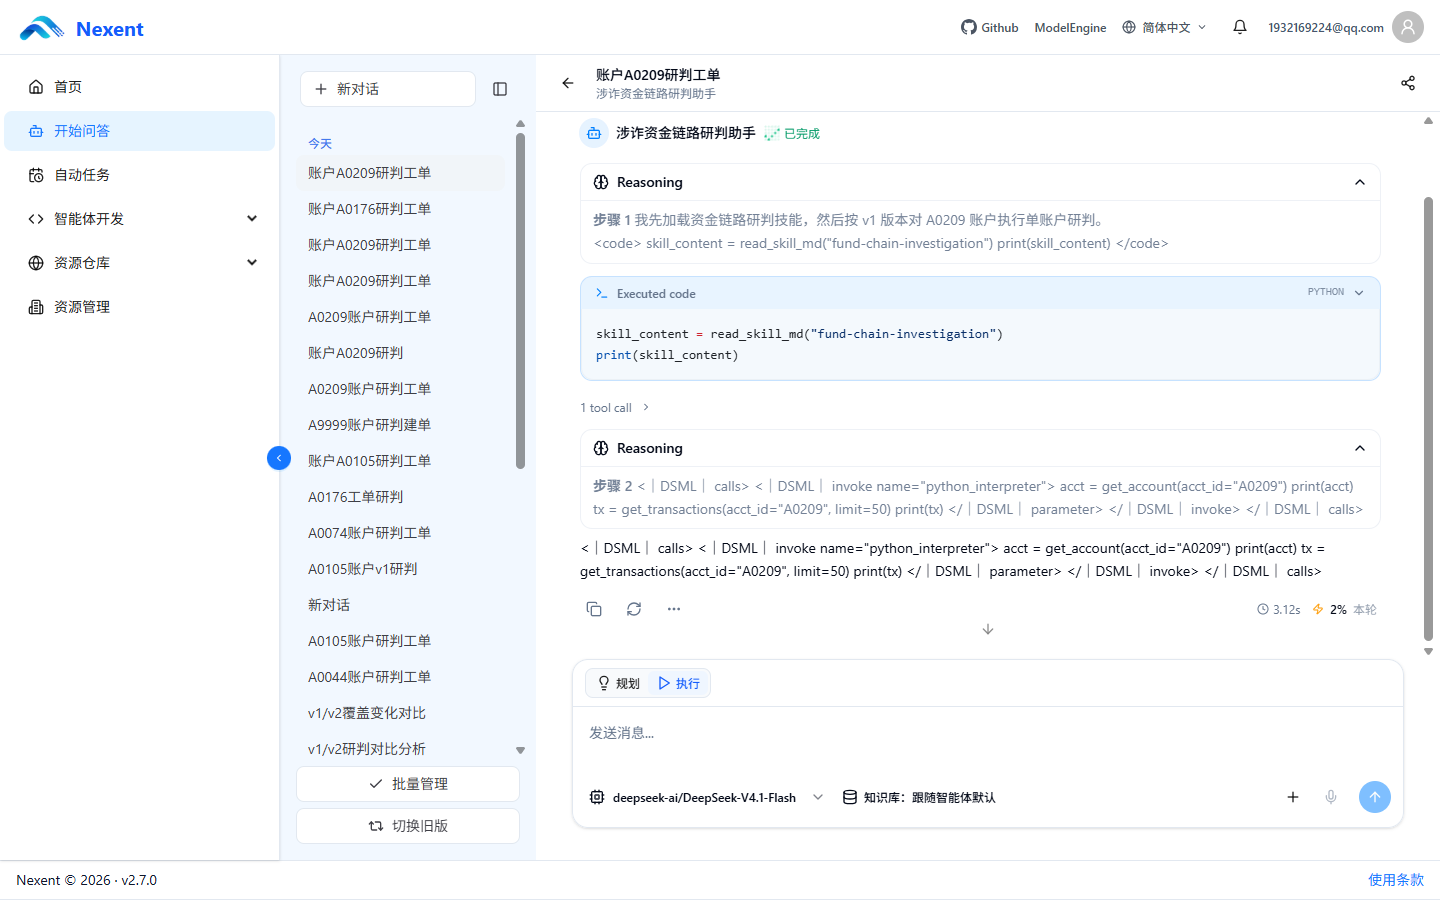 Nexent
Github
ModelEngine
简体中文
1932169224@qq.com
首页
开始问答
自动任务
智能体开发
资源仓库
资源管理
新对话
今天
账户A0209研判工单
账户A0176研判工单
账户A0209研判工单
账户A0209研判工单
A0209账户研判工单
账户A0209研判
A0209账户研判工单
A9999账户研判建单
账户A0105研判工单
A0176工单研判
A0074账户研判工单
A0105账户v1研判
新对话
A0105账户研判工单
A0044账户研判工单
v1/v2覆盖变化对比
v1/v2研判对比分析
批量管理
切换旧版
账户A0209研判工单
涉诈资金链路研判助手
涉诈资金链路研判助手 已完成
Reasoning
步骤 1 我先加载资金链路研判技能，然后按 v1 版本对 A0209 账户执行单账户研判。
<code> skill_content = read_skill_md("fund-chain-investigation") print(skill_content) </code>
Executed code
PYTHON
skill_content = read_skill_md("fund-chain-investigation")
print(skill_content)
1 tool call
Reasoning
步骤 2 <｜DSML｜ calls> <｜DSML｜ invoke name="python_interpreter"> acct = get_account(acct_id="A0209") print(acct)
tx = get_transactions(acct_id="A0209", limit=50) print(tx) </｜DSML｜ parameter> </｜DSML｜ invoke> </｜DSML｜ calls>
<｜DSML｜ calls> <｜DSML｜ invoke name="python_interpreter"> acct = get_account(acct_id="A0209") print(acct) tx =
get_transactions(acct_id="A0209", limit=50) print(tx) </｜DSML｜ parameter> </｜DSML｜ invoke> </｜DSML｜ calls>
3.12s 2% 本轮
规划
执行
发送消息...
deepseek-ai/DeepSeek-V4.1-Flash
知识库：跟随智能体默认
Nexent © 2026 · v2.7.0
使用条款